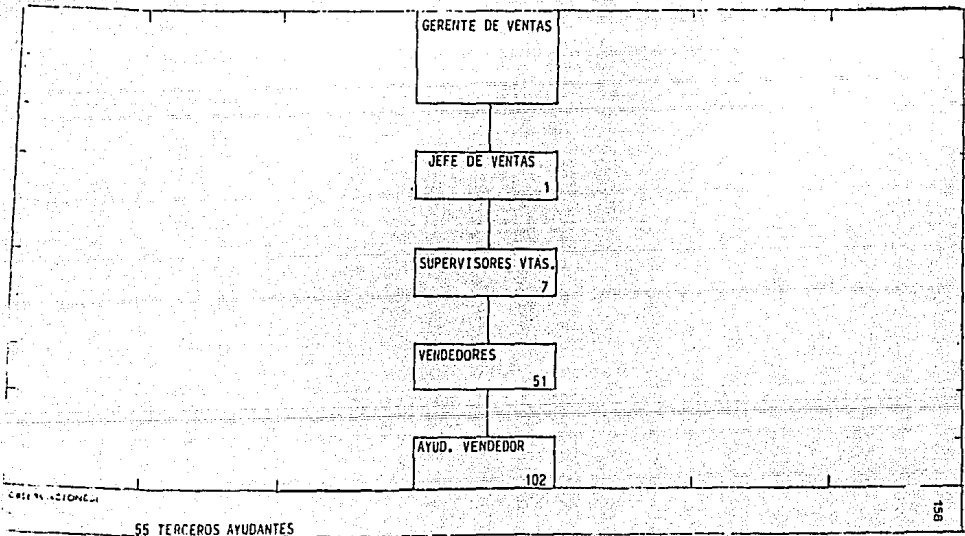 GERENTE DE VENTAS
JEFE DE VENTAS
1
SUPERVISORES VTAS.
7
VENDEDORES
51
AYUD. VENDEDOR
102
OBSERVACIONES:
55 TERCEROS AYUDANTES
158